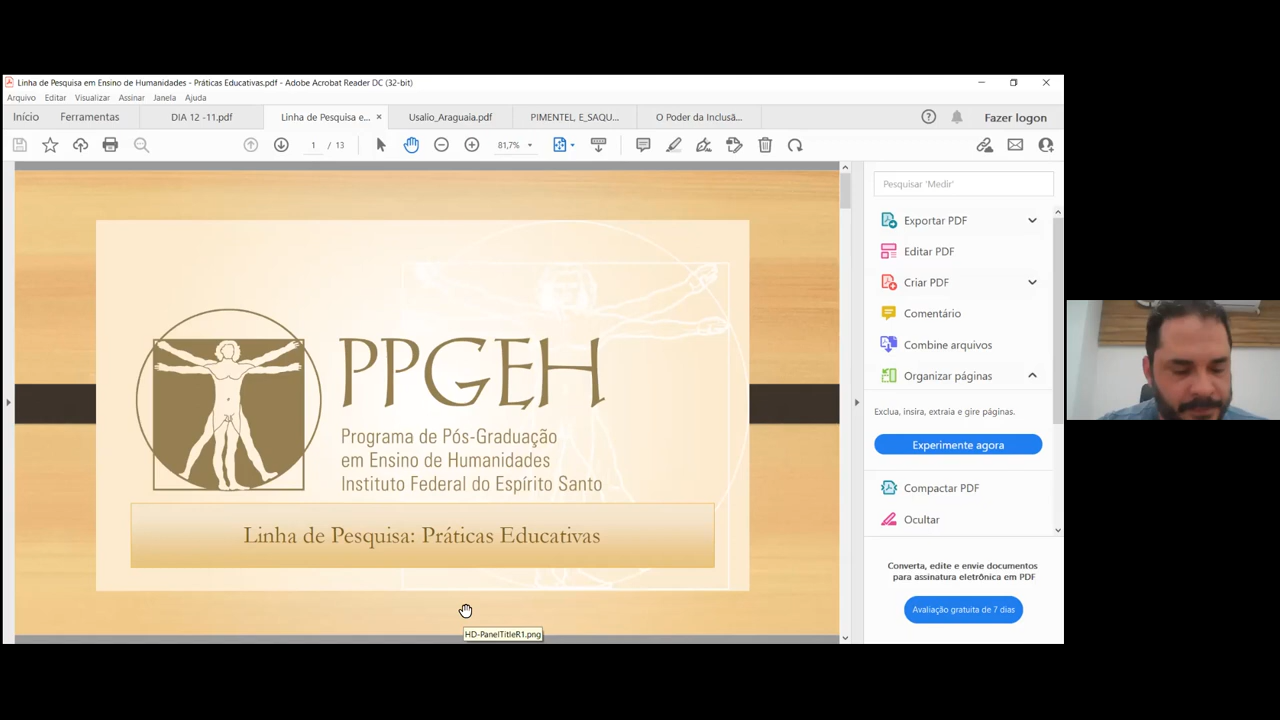 Linha de Pesquisa em Ensino de Humanidades - Práticas Educativas.pdf - Adobe Acrobat Reader DC (32-bit)
Arquivo Editar Visualizar Assinar Janela Ajuda
Início Ferramentas DIA 12 -11.pdf Linha de Pesquisa e... × Usalio_Araguaia.pdf PIMENTEL, E_SAQU... O Poder da Inclusã... Fazer logon
1 / 13 81,7%
Pesquisar 'Medir'
Exportar PDF
Editar PDF
Criar PDF
Comentário
Combine arquivos
Organizar páginas
Exclua, insira, extraia e gire páginas.
Experimente agora
Compactar PDF
Ocultar
Converta, edite e envie documentos
para assinatura eletrônica em PDF
Avaliação gratuita de 7 dias
PPGEH
Programa de Pós-Graduação
em Ensino de Humanidades
Instituto Federal do Espírito Santo
Linha de Pesquisa: Práticas Educativas
HD-PanelTitleR1.png